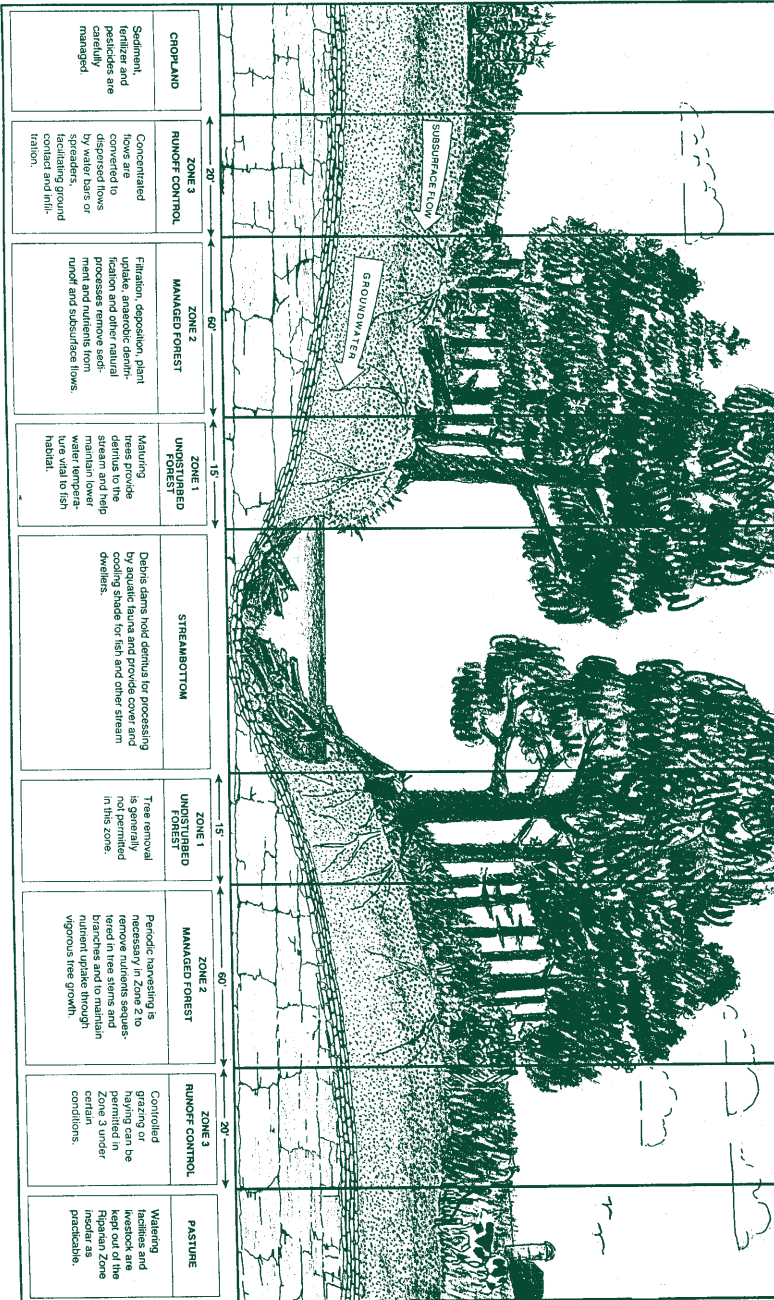 SUBSURFACE FLOW
GROUNDWATER
20'
60'
15'
15'
60'
20'
CROPLAND
Sediment,
fertilizer and
pesticides are
carefully
managed.
ZONE 3
RUNOFF CONTROL
Concentrated
flows are
converted to
dispersed flows
by water bars or
spreaders,
facilitating ground
contact and infil-
tration.
ZONE 2
MANAGED FOREST
Filtration, deposition, plant
uptake, anaerobic denitri-
fication and other natural
processes remove sedi-
ment and nutrients from
runoff and subsurface flows.
ZONE 1
UNDISTURBED
FOREST
Maturing
trees provide
detritus to the
stream and help
maintain lower
water tempera-
ture vital to fish
habitat.
STREAMBOTTOM
Debris dams hold detritus for processing
by aquatic fauna and provide cover and
cooling shade for fish and other stream
dwellers.
ZONE 1
UNDISTURBED
FOREST
Tree removal
is generally
not permitted
in this zone.
ZONE 2
MANAGED FOREST
Periodic harvesting is
necessary in Zone 2 to
remove nutrients seques-
tered in tree stems and
branches and to maintain
nutrient uptake through
vigorous tree growth.
ZONE 3
RUNOFF CONTROL
Controlled
grazing or
haying can be
permitted in
Zone 3 under
certain
conditions.
PASTURE
Watering
facilities and
livestock are
kept out of the
Riparian Zone
insofar as
practicable.